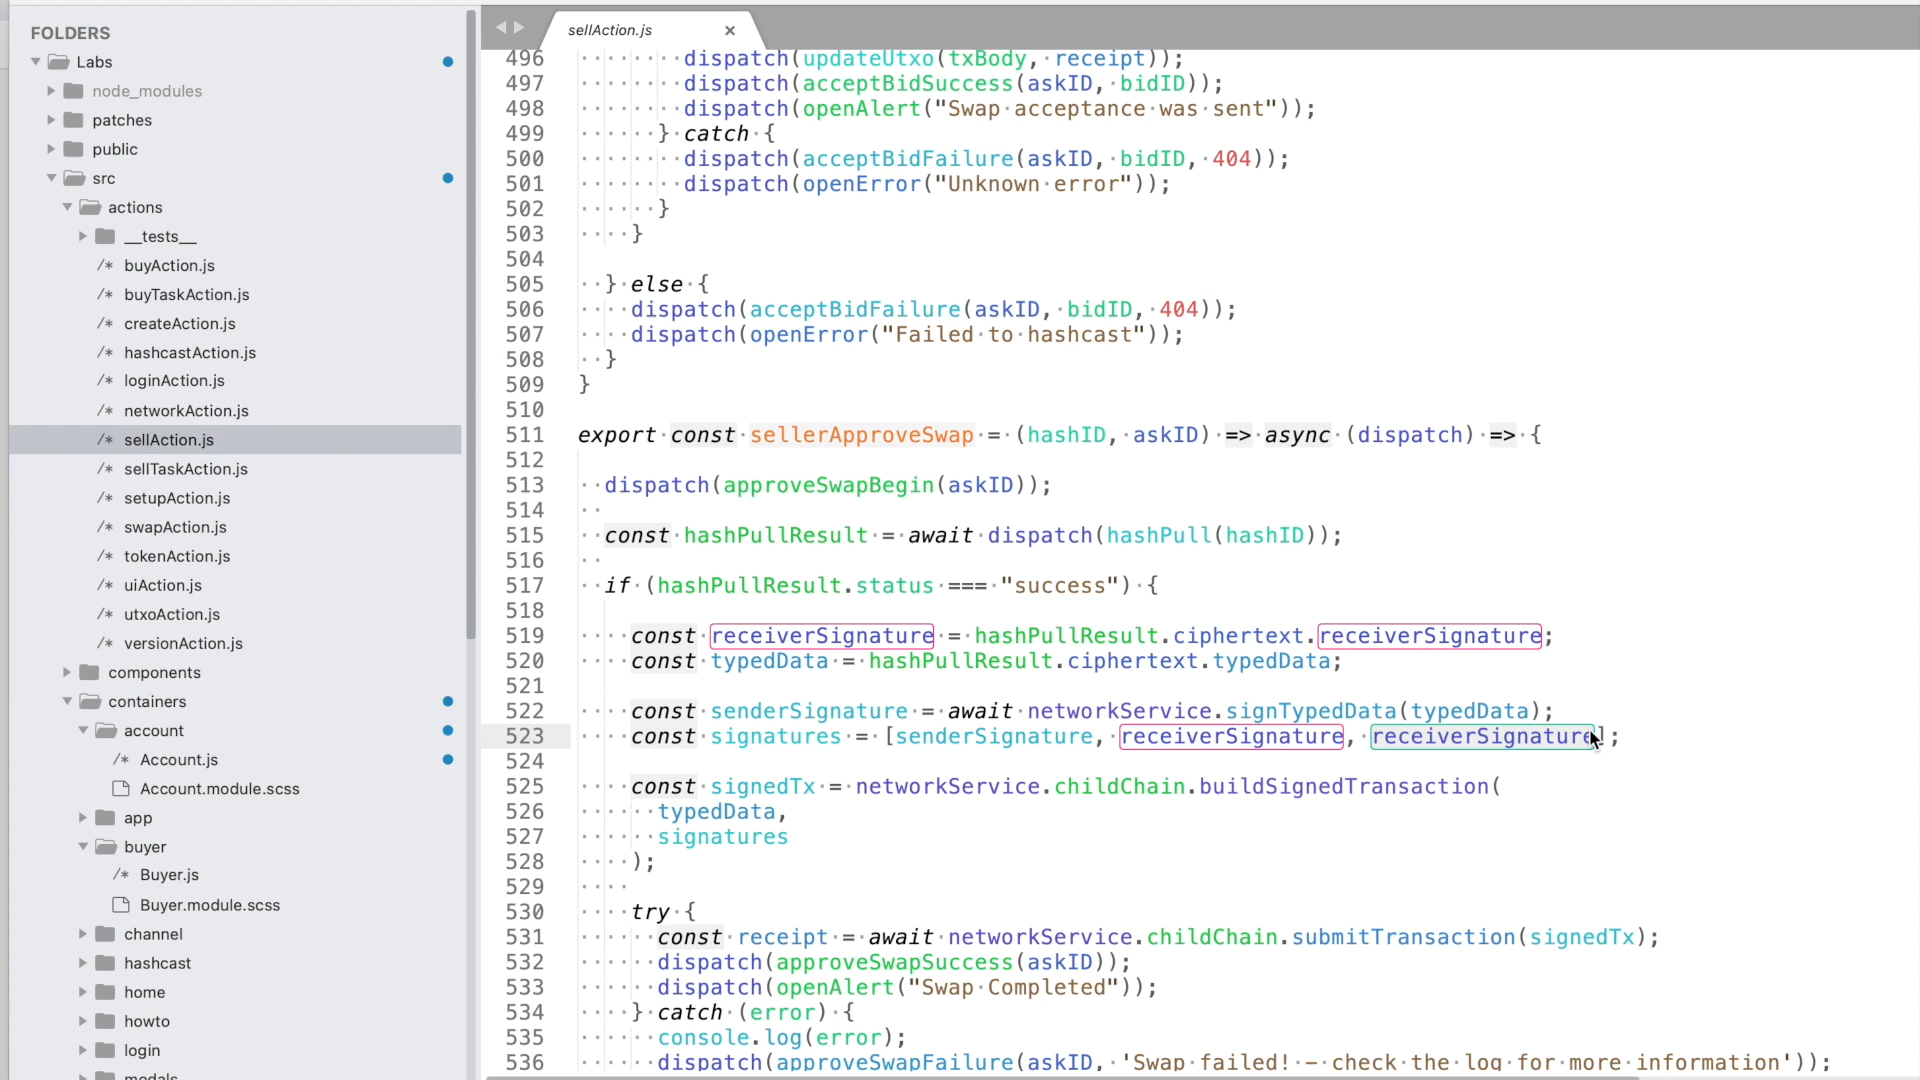 FOLDERS
Labs
node_modules
patches
public
src
actions
__tests__
/* buyAction.js
/* buyTaskAction.js
/* createAction.js
/* hashcastAction.js
/* loginAction.js
/* networkAction.js
/* sellAction.js
/* sellTaskAction.js
/* setupAction.js
/* swapAction.js
/* tokenAction.js
/* uiAction.js
/* utxoAction.js
/* versionAction.js
components
containers
account
/* Account.js
Account.module.scss
app
buyer
/* Buyer.js
Buyer.module.scss
channel
hashcast
home
howto
login
modals
sellAction.js ×
496 dispatch(updateUtxo(txBody, receipt));
497 dispatch(acceptBidSuccess(askID, bidID));
498 dispatch(openAlert("Swap acceptance was sent"));
499 } catch {
500 dispatch(acceptBidFailure(askID, bidID, 404));
501 dispatch(openError("Unknown error"));
502 }
503 }
504
505 } else {
506 dispatch(acceptBidFailure(askID, bidID, 404));
507 dispatch(openError("Failed to hashcast"));
508 }
509 }
510
511 export const sellerApproveSwap = (hashID, askID) => async (dispatch) => {
512
513 dispatch(approveSwapBegin(askID));
514
515 const hashPullResult = await dispatch(hashPull(hashID));
516
517 if (hashPullResult.status === "success") {
518
519 const receiverSignature = hashPullResult.ciphertext.receiverSignature;
520 const typedData = hashPullResult.ciphertext.typedData;
521
522 const senderSignature = await networkService.signTypedData(typedData);
523 const signatures = [senderSignature, receiverSignature, receiverSignature];
524
525 const signedTx = networkService.childChain.buildSignedTransaction(
526 typedData,
527 signatures
528 );
529
530 try {
531 const receipt = await networkService.childChain.submitTransaction(signedTx);
532 dispatch(approveSwapSuccess(askID));
533 dispatch(openAlert("Swap Completed"));
534 } catch (error) {
535 console.log(error);
536 dispatch(approveSwapFailure(askID, 'Swap failed! – check the log for more information'));